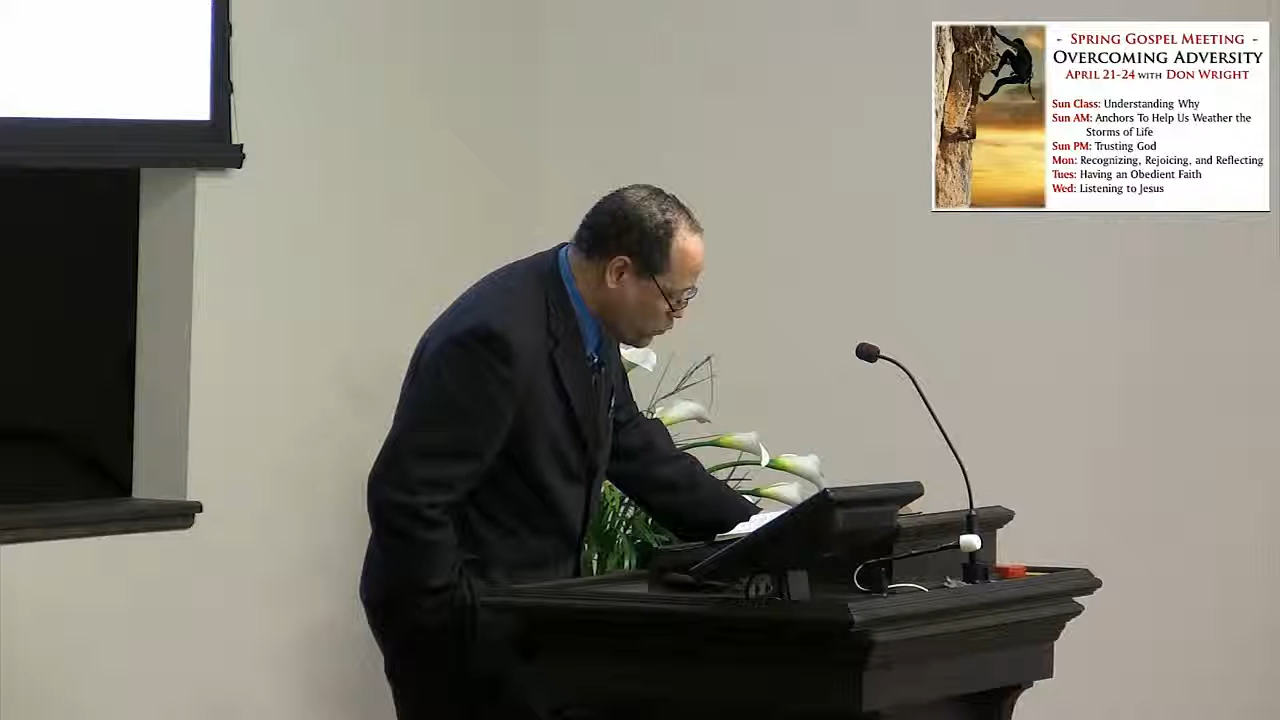 - Spring Gospel Meeting -
Overcoming Adversity
April 21-24 with Don Wright
Sun Class: Understanding Why
Sun AM: Anchors To Help Us Weather the
Storms of Life
Sun PM: Trusting God
Mon: Recognizing, Rejoicing, and Reflecting
Tues: Having an Obedient Faith
Wed: Listening to Jesus